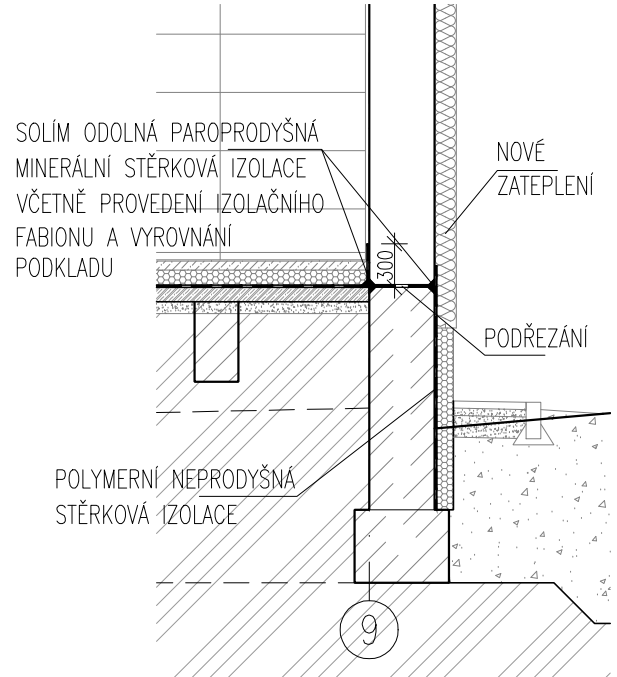 SOLÍM ODOLNÁ PAROPRODYŠNÁ
MINERÁLNÍ STĚRKOVÁ IZOLACE
VČETNĚ PROVEDENÍ IZOLAČNÍHO
FABIONU A VYROVNÁNÍ
PODKLADU
NOVÉ
ZATEPLENÍ
300
PODŘEZÁNÍ
POLYMERNÍ NEPRODYŠNÁ
STĚRKOVÁ IZOLACE
9